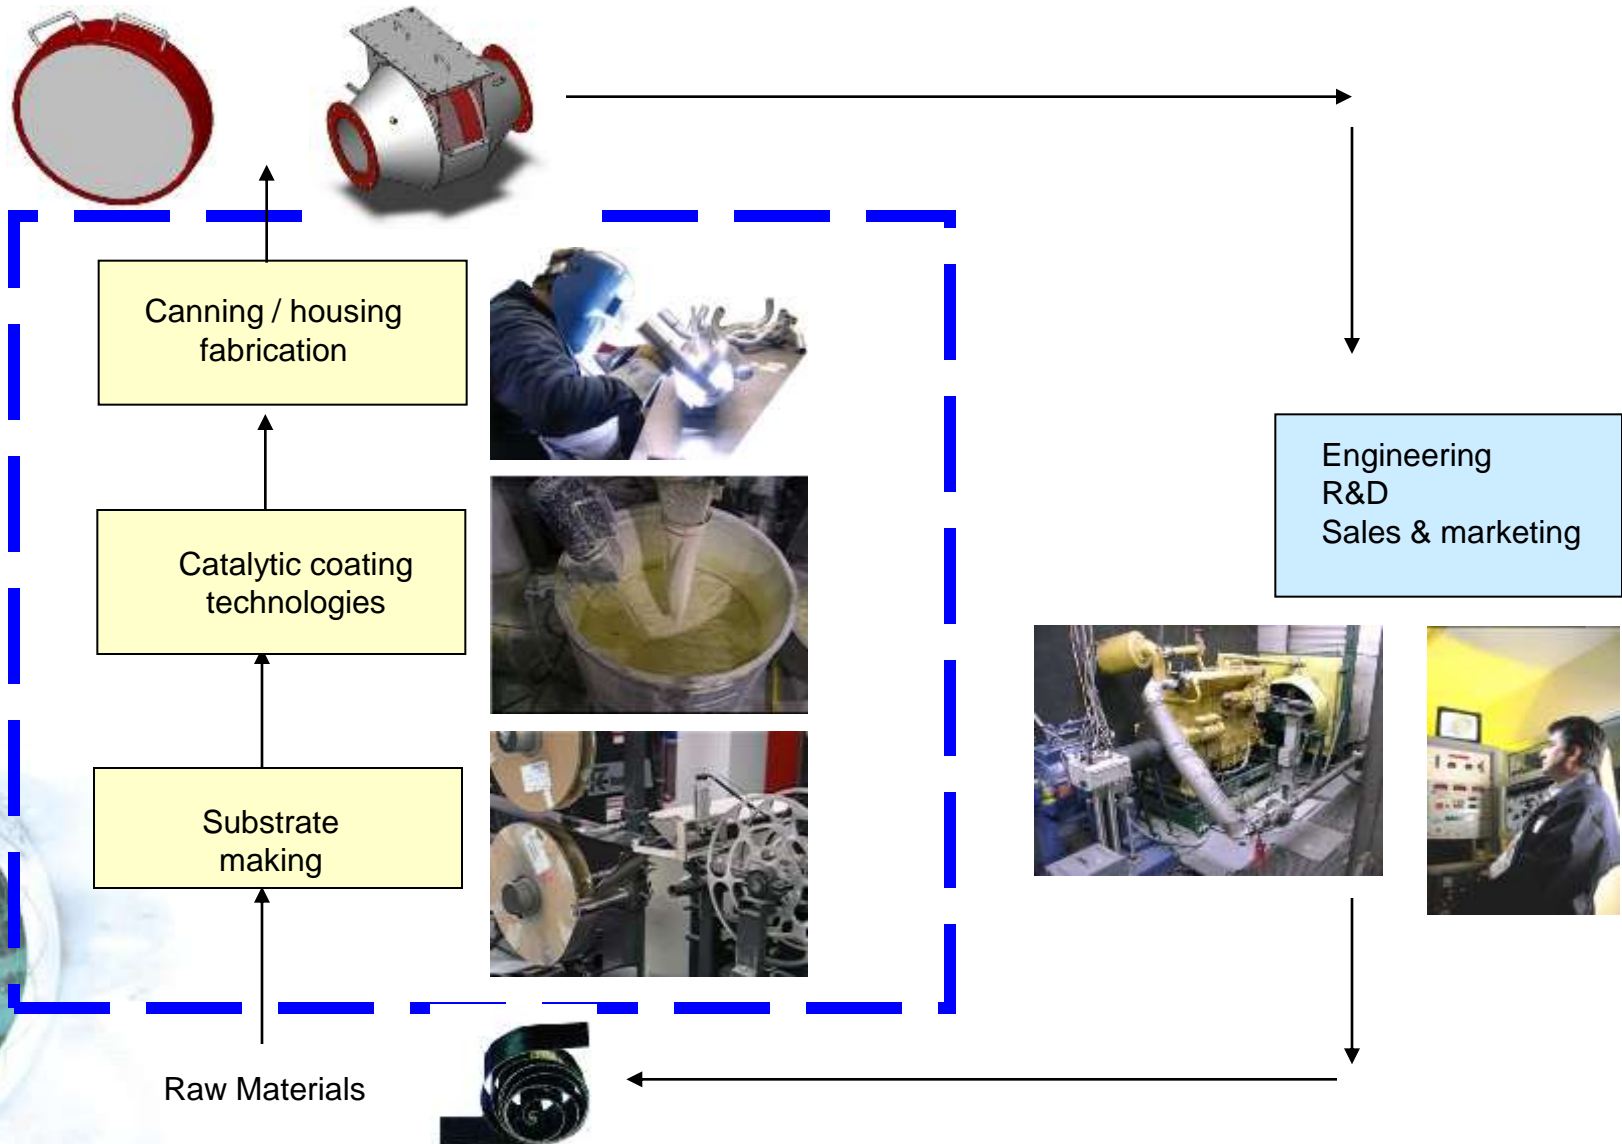 Canning / housing
fabrication
Catalytic coating
technologies
Substrate
making
Raw Materials
Engineering
R&D
Sales & marketing